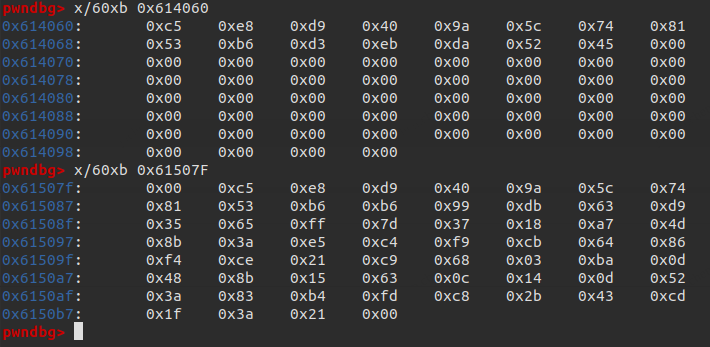 pwndbg> x/60xb 0x614060
0x614060: 0xc5 0xe8 0xd9 0x40 0x9a 0x5c 0x74 0x81
0x614068: 0x53 0xb6 0xd3 0xeb 0xda 0x52 0x45 0x00
0x614070: 0x00 0x00 0x00 0x00 0x00 0x00 0x00 0x00
0x614078: 0x00 0x00 0x00 0x00 0x00 0x00 0x00 0x00
0x614080: 0x00 0x00 0x00 0x00 0x00 0x00 0x00 0x00
0x614088: 0x00 0x00 0x00 0x00 0x00 0x00 0x00 0x00
0x614090: 0x00 0x00 0x00 0x00 0x00 0x00 0x00 0x00
0x614098: 0x00 0x00 0x00 0x00
pwndbg> x/60xb 0x61507F
0x61507f: 0x00 0xc5 0xe8 0xd9 0x40 0x9a 0x5c 0x74
0x615087: 0x81 0x53 0xb6 0xb6 0x99 0xdb 0x63 0xd9
0x61508f: 0x35 0x65 0xff 0x7d 0x37 0x18 0xa7 0x4d
0x615097: 0x8b 0x3a 0xe5 0xc4 0xf9 0xcb 0x64 0x86
0x61509f: 0xf4 0xce 0x21 0xc9 0x68 0x03 0xba 0x0d
0x6150a7: 0x48 0x8b 0x15 0x63 0x0c 0x14 0x0d 0x52
0x6150af: 0x3a 0x83 0xb4 0xfd 0xc8 0x2b 0x43 0xcd
0x6150b7: 0x1f 0x3a 0x21 0x00
pwndbg>